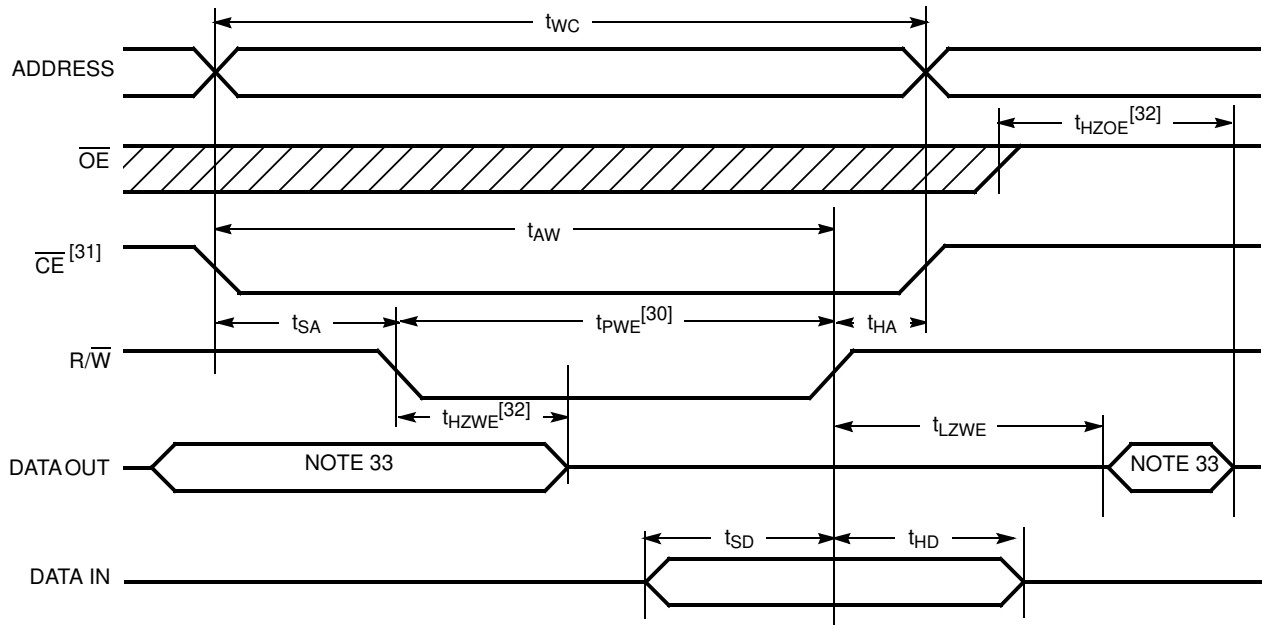 tWC
ADDRESS
tHZOE[32]
OE
tAW
CE[31]
tSA
tPWE[30]
tHA
R/W
tHZWE[32]
tLZWE
DATA OUT
NOTE 33
NOTE 33
tSD
tHD
DATA IN